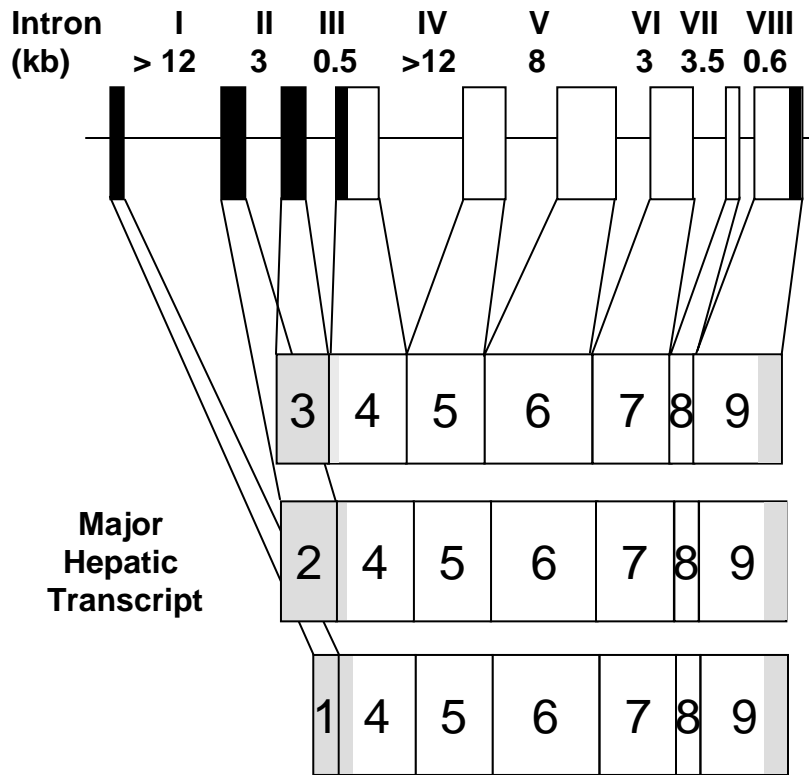 Intron I II III IV V VI VII VIII
(kb) > 12 3 0.5 >12 8 3 3.5 0.6
3 4 5 6 7 8 9
Major
Hepatic
Transcript
2 4 5 6 7 8 9
1 4 5 6 7 8 9